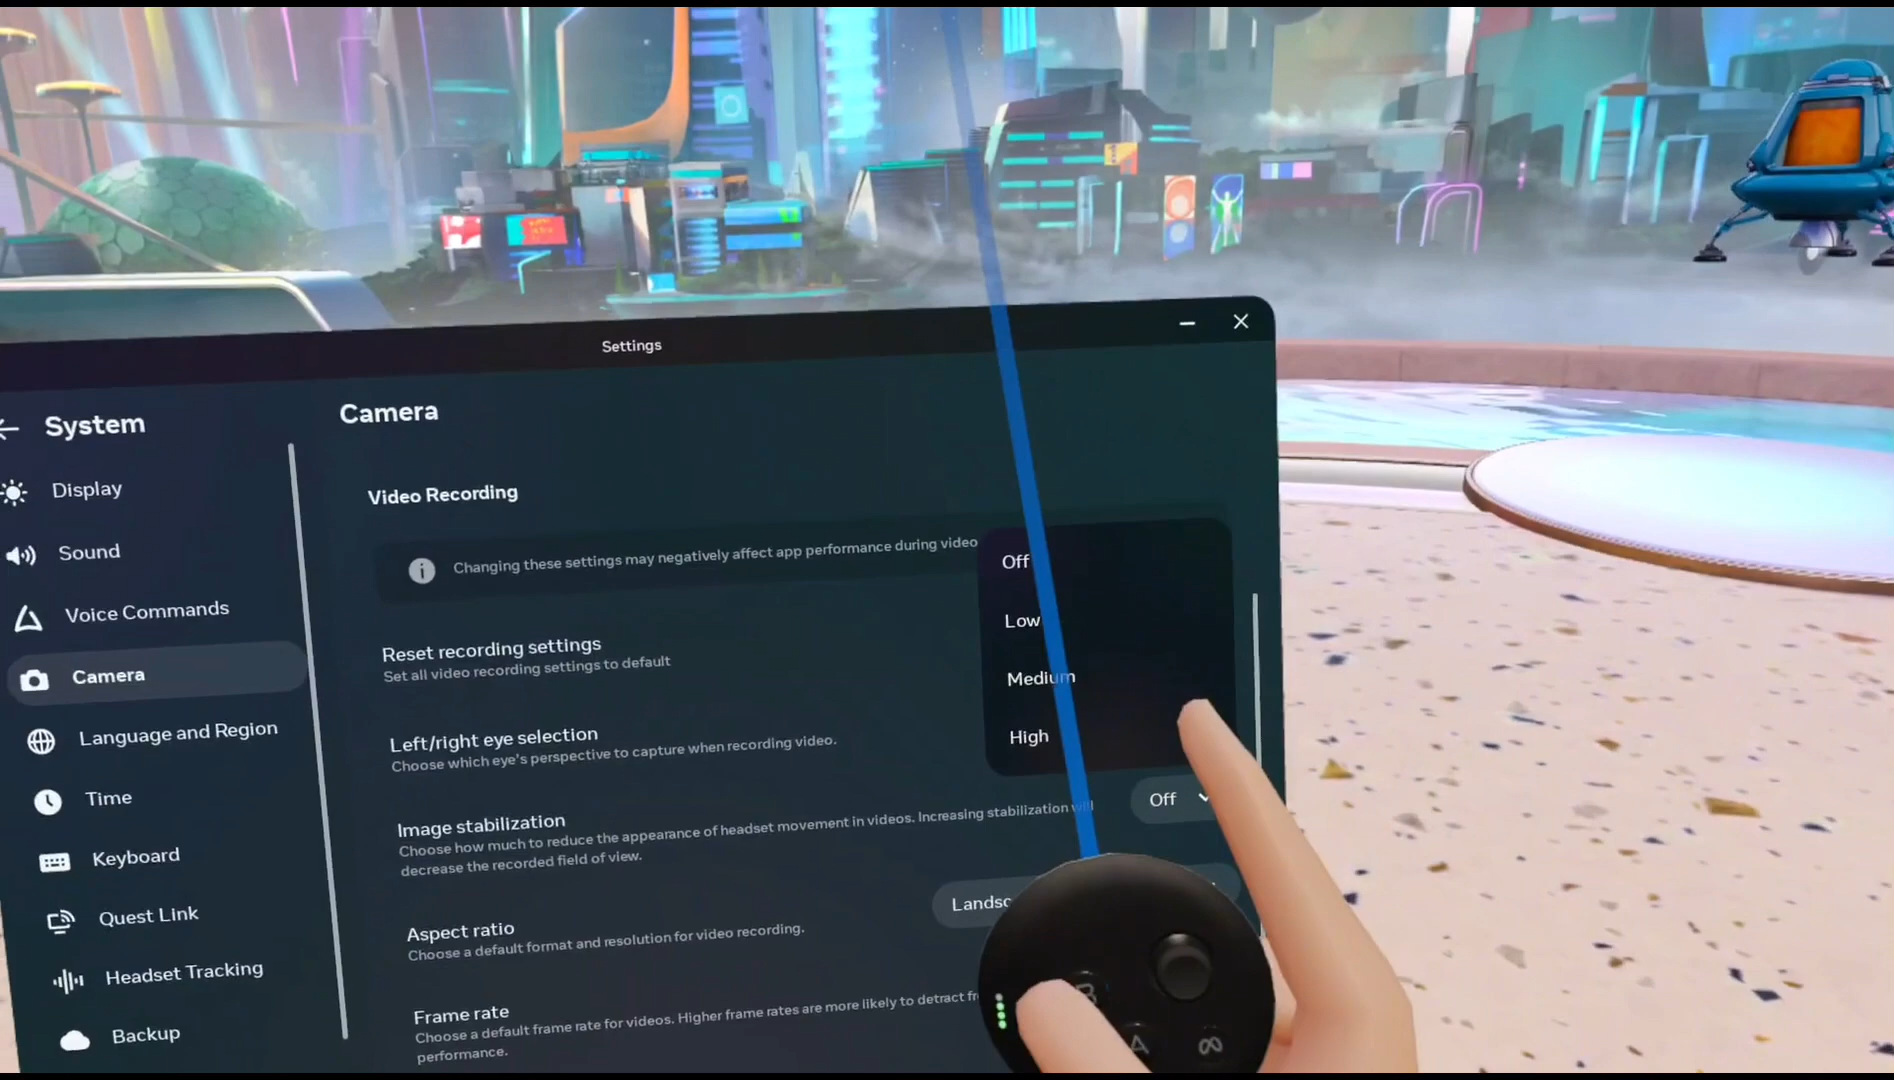 Settings
System
Display
Sound
Voice Commands
Camera
Language and Region
Time
Keyboard
Quest Link
Headset Tracking
Backup
Camera
Video Recording
Changing these settings may negatively affect app performance during video
Reset recording settings
Set all video recording settings to default
Left/right eye selection
Choose which eye's perspective to capture when recording video.
Off
Low
Medium
High
Image stabilization
Choose how much to reduce the appearance of headset movement in videos. Increasing stabilization will
decrease the recorded field of view.
Off
Aspect ratio
Choose a default format and resolution for video recording.
Landsc
Frame rate
Choose a default frame rate for videos. Higher frame rates are more likely to detract fr
performance.
B
A